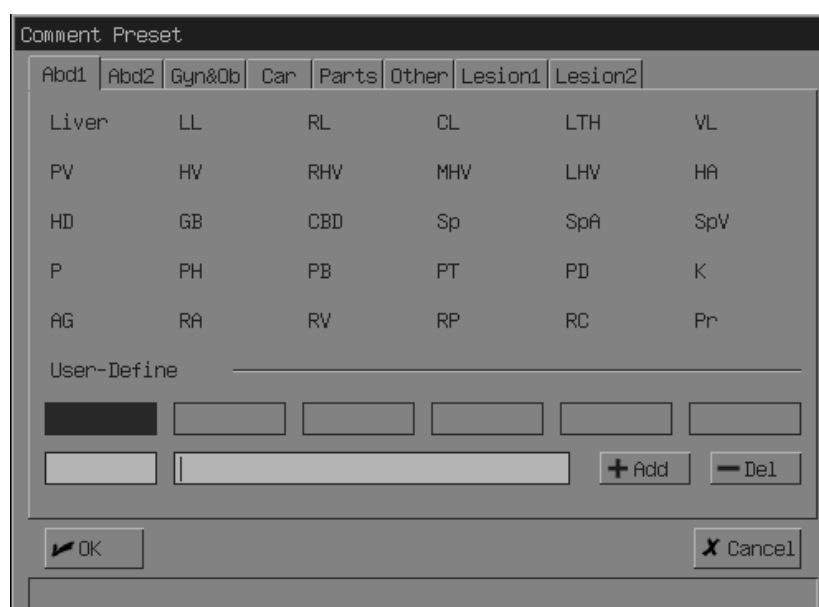 Comment Preset
Abd1 Abd2 Gyn&Ob Car Parts Other Lesion1 Lesion2
Liver LL RL CL LTH VL
PV HV RHV MHV LHV HA
HD GB CBD Sp SpA SpV
P PH PB PT PD K
AG RA RV RP RC Pr
User-Define
Add Del
OK Cancel